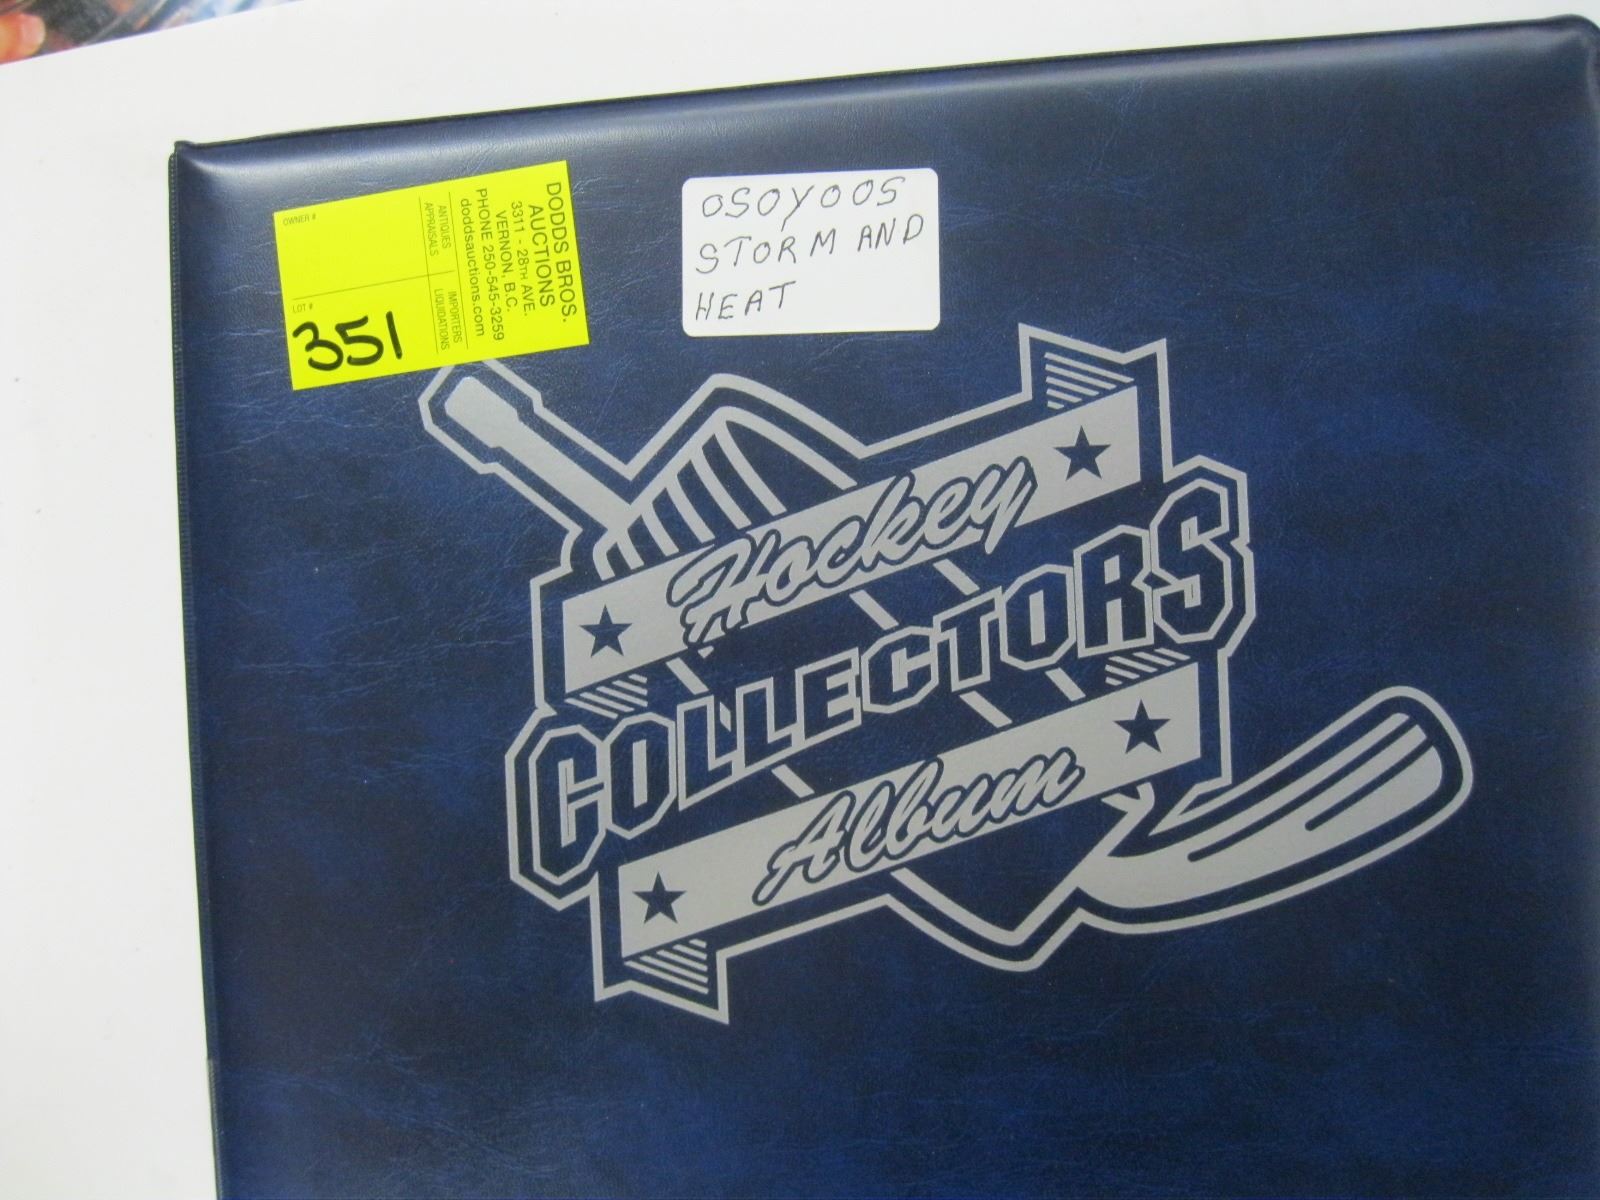 DODDS BROS.
AUCTIONS
3311 - 28TH AVE.
VERNON, B.C.
PHONE 250-545-3259
doddsauctions.com
ANTIQUES
APPRAISALS
IMPORTERS
LIQUIDATIONS
OWNER #
LOT #
351
OSOYOOS
STORM AND
HEAT
Hockey
COLLECTORS
Album